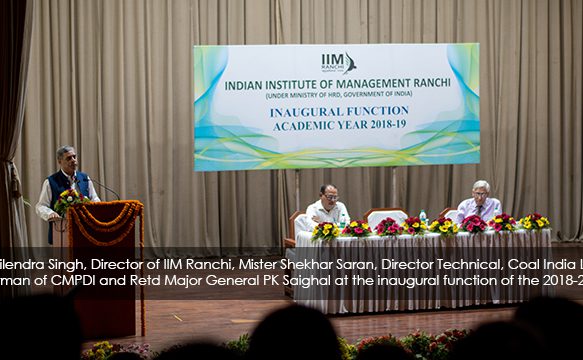 IIM
RANCHI
INDIAN INSTITUTE OF MANAGEMENT RANCHI
(UNDER MINISTRY OF HRD, GOVERNMENT OF INDIA)
INAUGURAL FUNCTION
ACADEMIC YEAR 2018-19
ilendra Singh, Director of IIM Ranchi, Mister Shekhar Saran, Director Technical, Coal India L
rman of CMPDI and Retd Major General PK Saighal at the inaugural function of the 2018-2